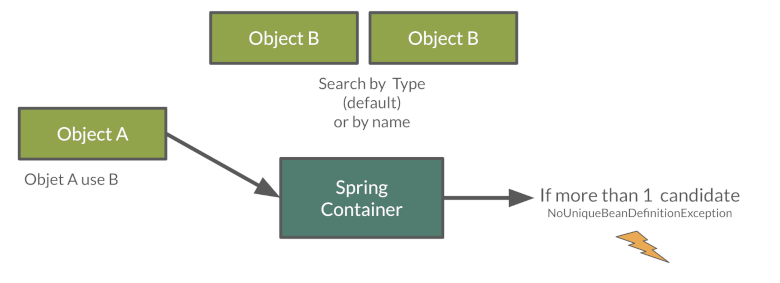 Object B
Object B
Search by Type
(default)
or by name
Object A
Objet A use B
Spring
Container
If more than 1 candidate
NoUniqueBeanDefinitionException